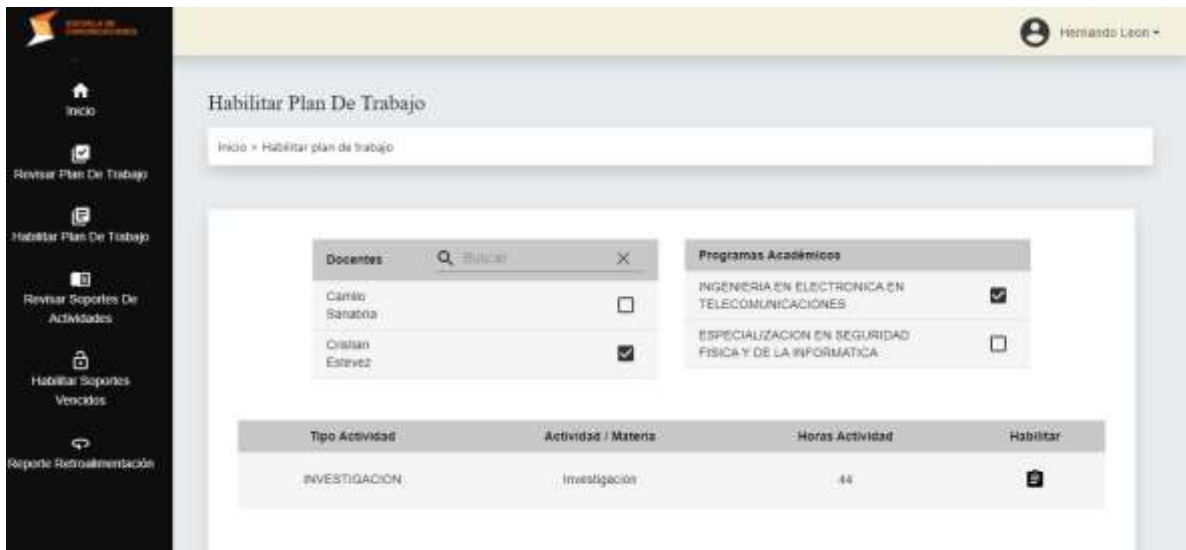 ESCUELA DE
COMUNICACIONES
Hernando Leon
Inicio
Revisar Plan De Trabajo
Habilitar Plan De Trabajo
Revisar Soportes De
Actividades
Habilitar Soportes
Vencidos
Reporte Retroalimentación
Habilitar Plan De Trabajo
Inicio > Habilitar plan de trabajo
Docentes Buscar
Camilo
Sanabria
Cristian
Estevez
Programas Académicos
INGENIERIA EN ELECTRONICA EN
TELECOMUNICACIONES
ESPECIALIZACION EN SEGURIDAD
FISICA Y DE LA INFORMATICA
Tipo Actividad Actividad / Materia Horas Actividad Habilitar
INVESTIGACION Investigación 44